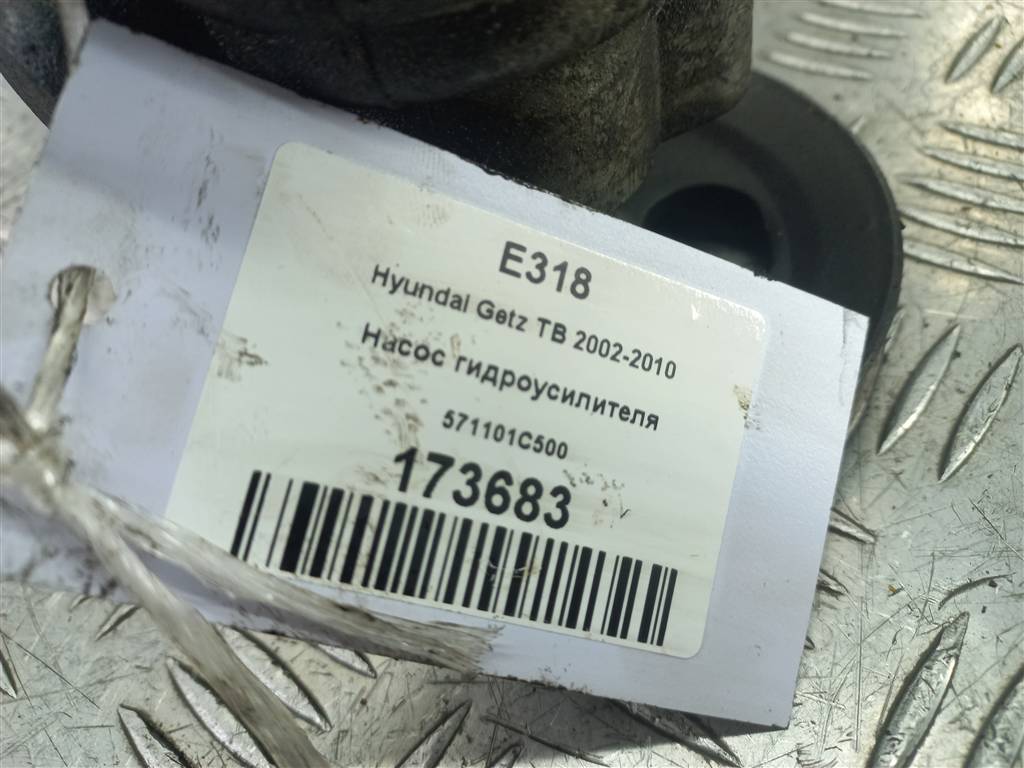 E318
Hyundai Getz TB 2002-2010
Насос гидроусилителя
571101C500
173683